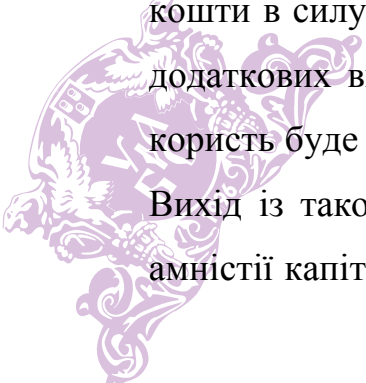 кошти в силу
додаткових в
користь буде
Вихід із тако
амністії капіт